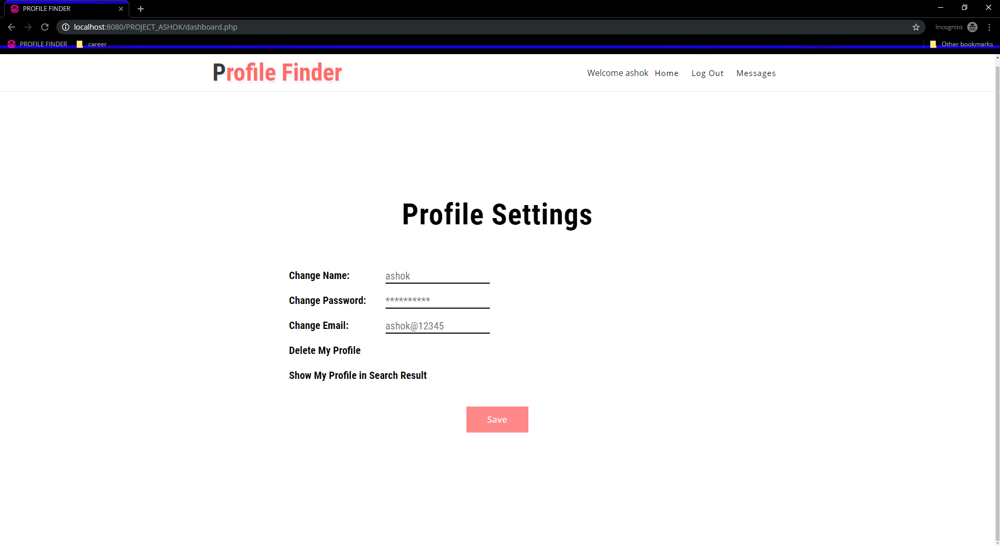 PROFILE FINDER
localhost:8080/PROJECT_ASHOK/dashboard.php
Incognito
PROFILE FINDER career Other bookmarks
Profile Finder
Welcome ashok Home Log Out Messages
Profile Settings
Change Name: ashok
Change Password: **********
Change Email: ashok@12345
Delete My Profile
Show My Profile in Search Result
Save